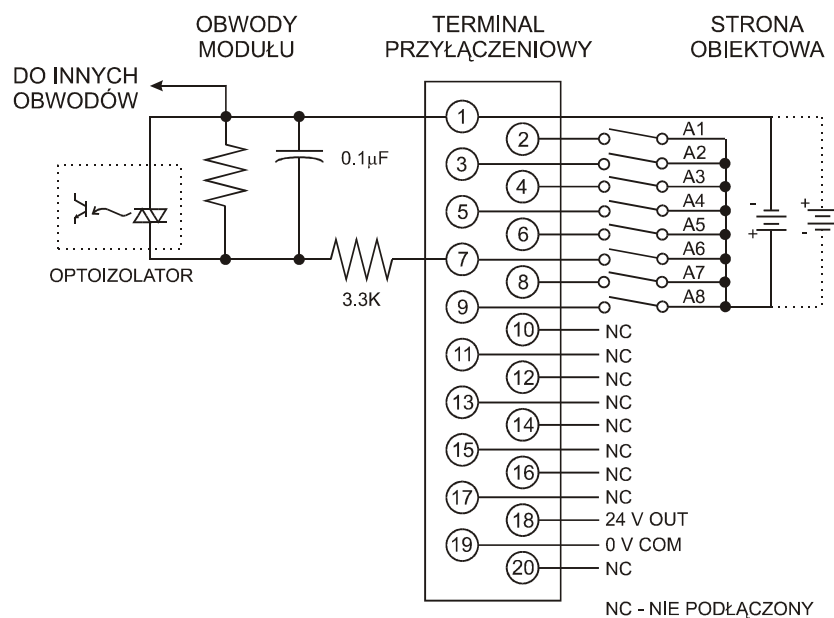 OBWODY
MODUŁU
TERMINAL
PRZYŁĄCZENIOWY
STRONA
OBIEKTOWA
DO INNYCH
OBWODÓW
0.1µF
OPTOIZOLATOR
3.3K
1
2
A1
3
A2
4
A3
5
A4
6
A5
7
A6
8
A7
9
A8
-
+
+
-
10
NC
11
NC
12
NC
13
NC
14
NC
15
NC
16
NC
17
NC
18
24 V OUT
19
0 V COM
20
NC
NC - NIE PODŁĄCZONY